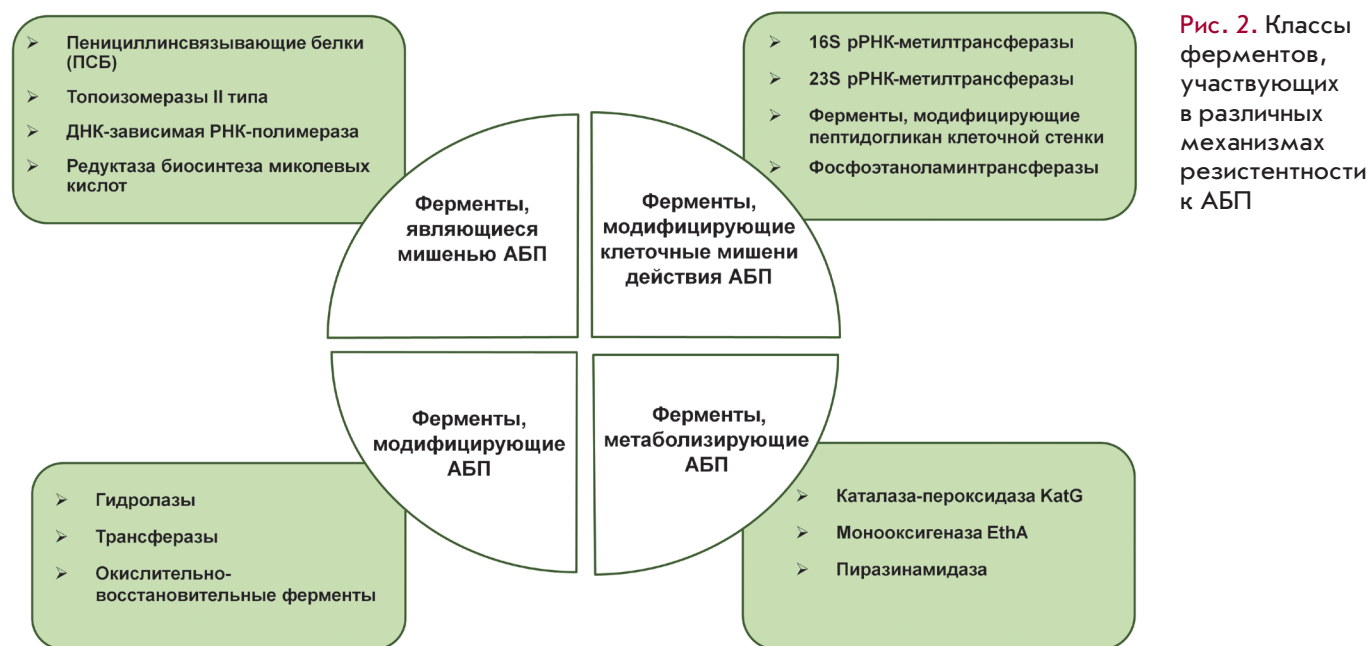 ➢ Пенициллинсвязывающие белки
(ПСБ)
➢ Топоизомеразы II типа
➢ ДНК-зависимая РНК-полимераза
➢ Редуктаза биосинтеза миколевых
кислот
➢ 16S рРНК-метилтрансферазы
➢ 23S рРНК-метилтрансферазы
➢ Ферменты, модифицирующие
пептидогликан клеточной стенки
➢ Фосфоэтаноламинтрансферазы
Рис. 2. Классы
ферментов,
участвующих
в различных
механизмах
резистентности
к АБП
Ферменты,
являющиеся
мишенью АБП
Ферменты,
модифицирующие
клеточные мишени
действия АБП
Ферменты,
модифицирующие
АБП
Ферменты,
метаболизирующие
АБП
➢ Гидролазы
➢ Трансферазы
➢ Окислительно-
восстановительные ферменты
➢ Каталаза-пероксидаза KatG
➢ Монооксигеназа EthA
➢ Пиразинамидаза